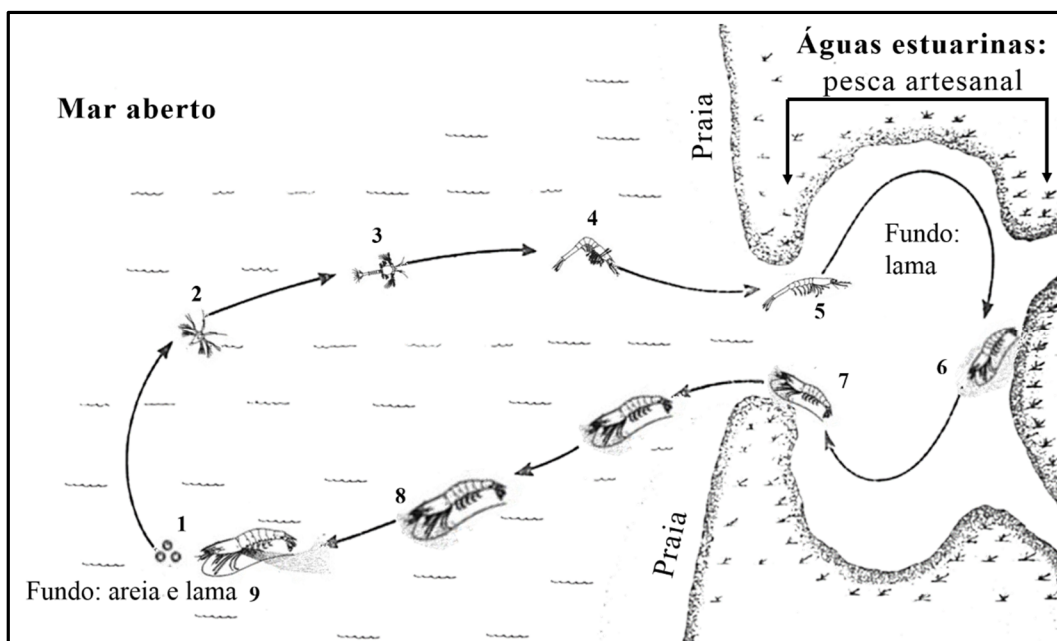 Águas estuarinas:
pesca artesanal
Mar aberto
Praia
4
3
Fundo:
lama
2
5
6
7
8
1
Praia
Fundo: areia e lama 9